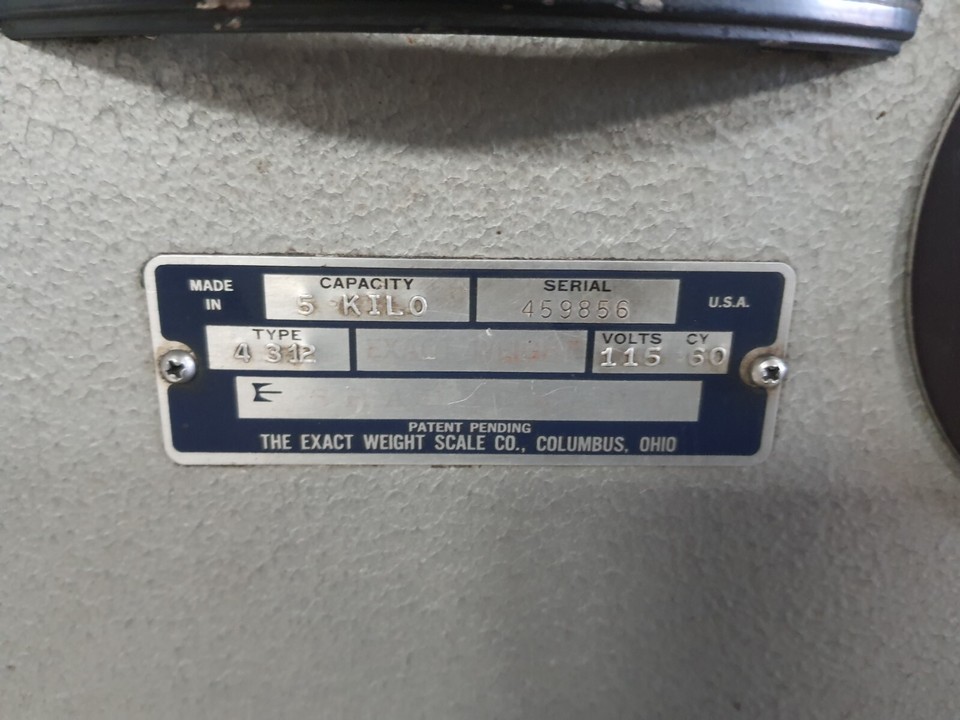 MADE IN
CAPACITY
5 KILO
SERIAL
459856
U.S.A.
TYPE
4 312
VOLTS CY
115 60
PATENT PENDING
THE EXACT WEIGHT SCALE CO., COLUMBUS, OHIO